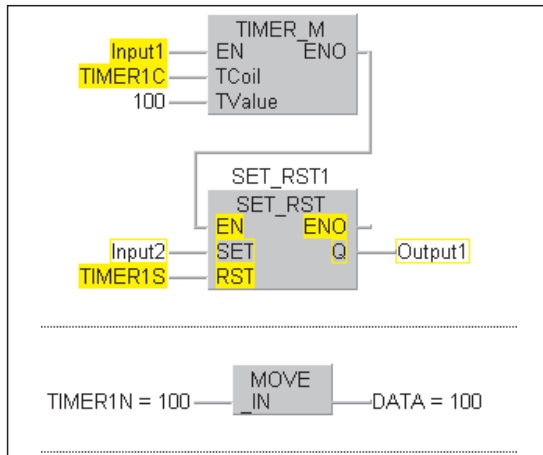 TIMER_M
Input1 EN ENO
TIMER1C TCoil
100 TValue
SET_RST1
SET_RST
EN ENO
Input2 SET Q Output1
TIMER1S RST
MOVE
TIMER1N = 100 _IN DATA = 100